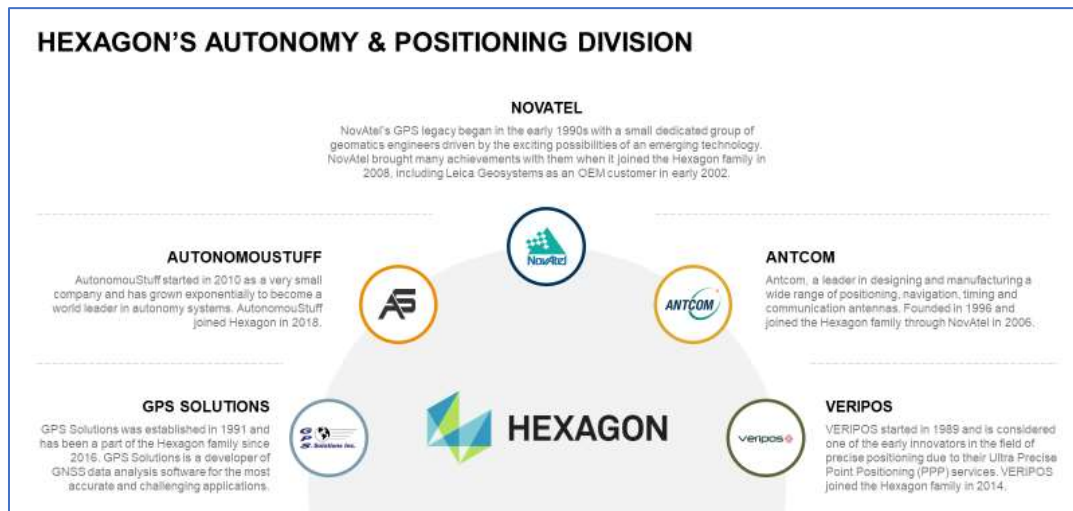 HEXAGON'S AUTONOMY & POSITIONING DIVISION
NOVATEL
NovAtel's GPS legacy began in the early 1990s with a small dedicated group of
geomatics engineers driven by the exciting possibilities of an emerging technology.
NovAtel brought many achievements with them when it joined the Hexagon family in
2008, including Leica Geosystems as an OEM customer in early 2002.
NovAtel
AUTONOMOUSTUFF
AutonomouStuff started in 2010 as a very small
company and has grown exponentially to become a
world leader in autonomy systems. AutonomouStuff
joined Hexagon in 2018.
AS
ANTCOM
ANTCOM
Antcom, a leader in designing and manufacturing a
wide range of positioning, navigation, timing and
communication antennas. Founded in 1996 and
joined the Hexagon family through NovAtel in 2006.
GPS SOLUTIONS
GPS Solutions was established in 1991 and
has been a part of the Hexagon family since
2016. GPS Solutions is a developer of
GNSS data analysis software for the most
accurate and challenging applications.
GPS Solutions Inc.
HEXAGON
veripos
VERIPOS
VERIPOS started in 1989 and is considered
one of the early innovators in the field of
precise positioning due to their Ultra Precise
Point Positioning (PPP) services. VERIPOS
joined the Hexagon family in 2014.